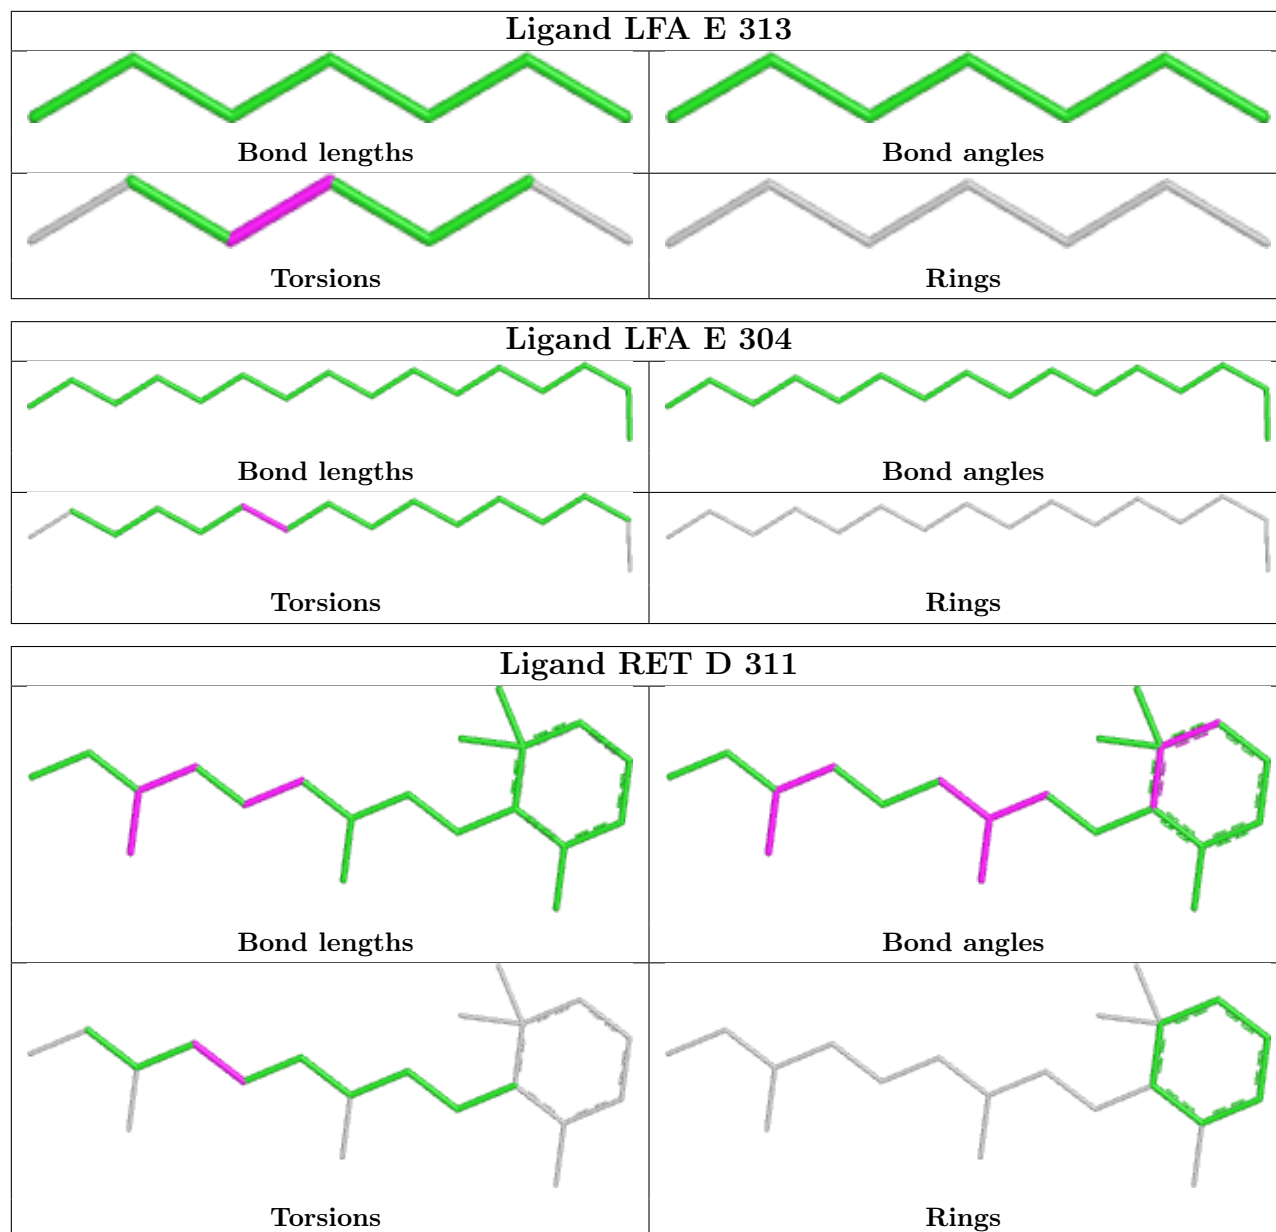 Ligand LFA E 313
Bond lengths
Bond angles
Torsions
Rings
Ligand LFA E 304
Bond lengths
Bond angles
Torsions
Rings
Ligand RET D 311
Bond lengths
Bond angles
Torsions
Rings